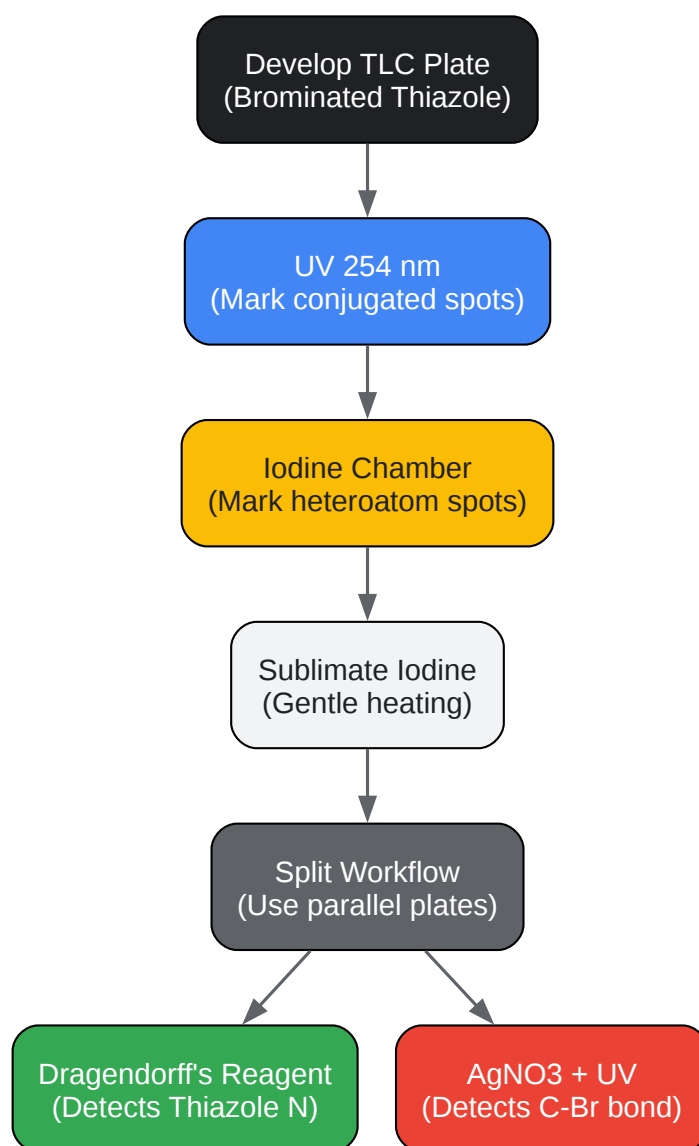 Develop TLC Plate
(Brominated Thiazole)
UV 254 nm
(Mark conjugated spots)
Iodine Chamber
(Mark heteroatom spots)
Sublimate Iodine
(Gentle heating)
Split Workflow
(Use parallel plates)
Dragendorff's Reagent
(Detects Thiazole N)
AgNO3 + UV
(Detects C-Br bond)